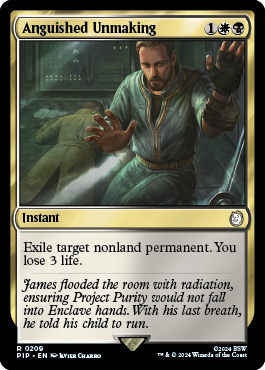 Anguished Unmaking 1
Instant
Exile target nonland permanent. You
lose 3 life.
James flooded the room with radiation,
ensuring Project Purity would not fall
into Enclave hands. With his last breath,
he told his child to run.
R 0209
PIP • EN Javier Charro
©2024 BSW
™ & © 2024 Wizards of the Coast